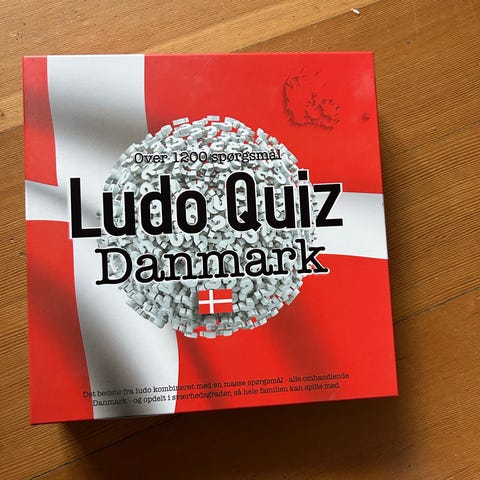 Over 1200 spørgsmål
Ludo Quiz
Danmark
Det bedste fra ludo kombineret med en masse spørgsmål - alle omhandlende
Danmark - og opdelt i sværhedsgrader, så hele familien kan spille med.